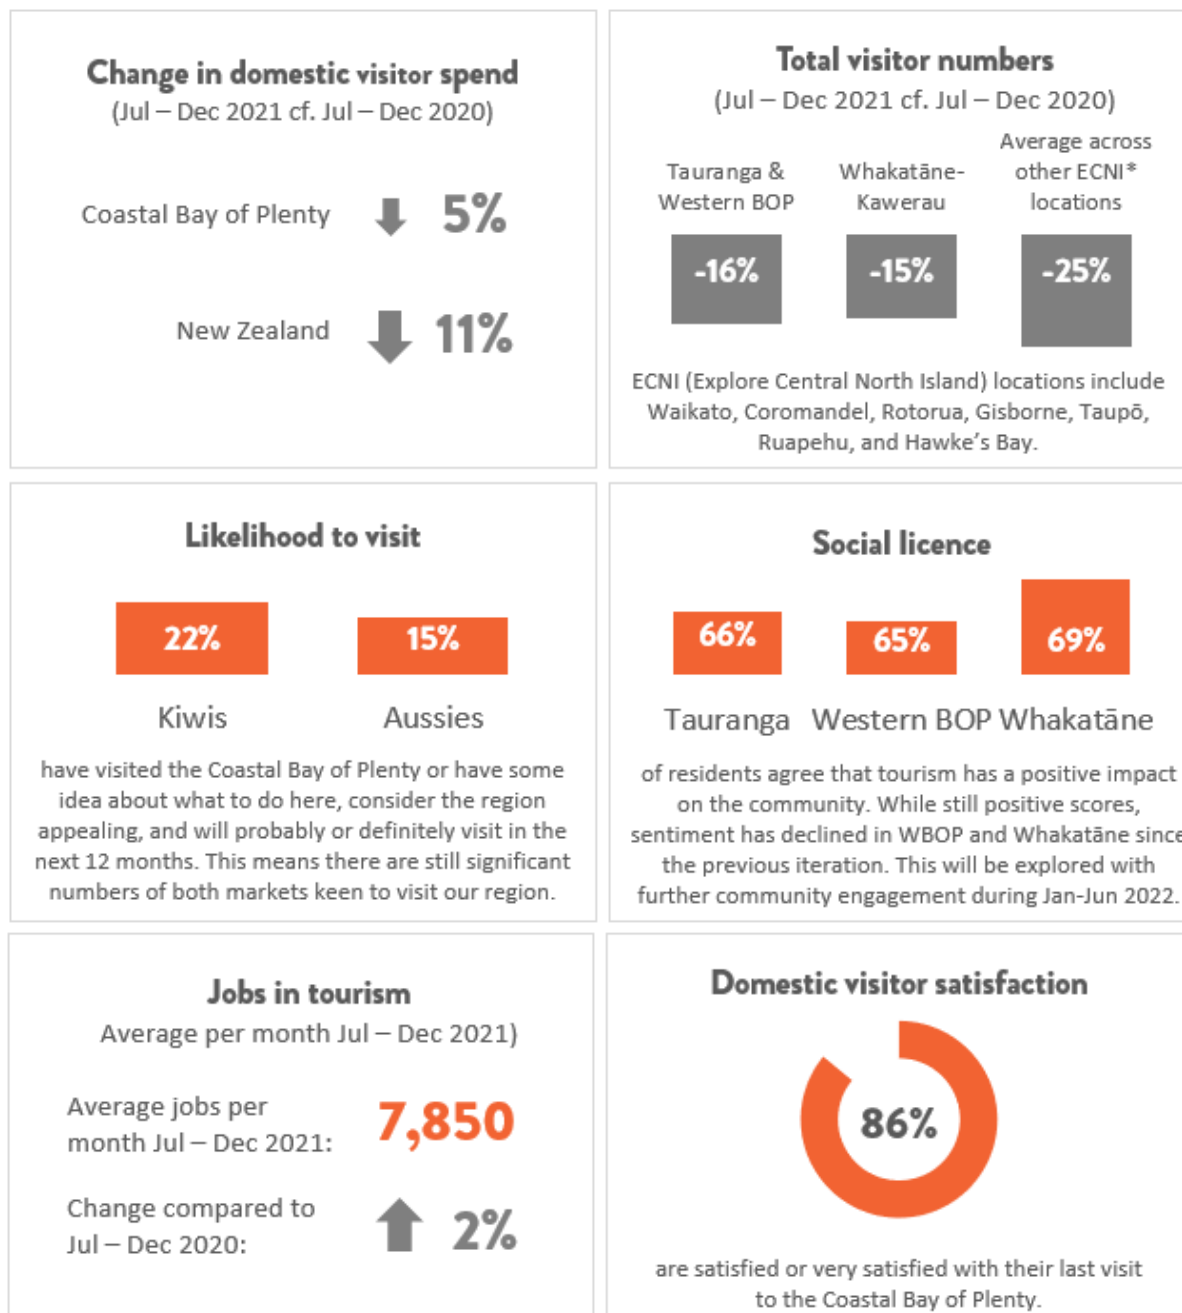 Change in domestic visitor spend
(Jul – Dec 2021 cf. Jul – Dec 2020)
Coastal Bay of Plenty 5%
New Zealand 11%
Total visitor numbers
(Jul – Dec 2021 cf. Jul – Dec 2020)
Tauranga &
Western BOP
-16%
Whakatāne-
Kawerau
-15%
Average across
other ECNI*
locations
-25%
ECNI (Explore Central North Island) locations include
Waikato, Coromandel, Rotorua, Gisborne, Taupō,
Ruapehu, and Hawke's Bay.
Likelihood to visit
22% 15%
Kiwis Aussies
have visited the Coastal Bay of Plenty or have some
idea about what to do here, consider the region
appealing, and will probably or definitely visit in the
next 12 months. This means there are still significant
numbers of both markets keen to visit our region.
Social licence
66% 65% 69%
Tauranga Western BOP Whakatāne
of residents agree that tourism has a positive impact
on the community. While still positive scores,
sentiment has declined in WBOP and Whakatāne since
the previous iteration. This will be explored with
further community engagement during Jan-Jun 2022.
Jobs in tourism
Average per month Jul – Dec 2021)
Average jobs per
month Jul – Dec 2021:
7,850
Change compared to
Jul – Dec 2020:
2%
Domestic visitor satisfaction
86%
are satisfied or very satisfied with their last visit
to the Coastal Bay of Plenty.